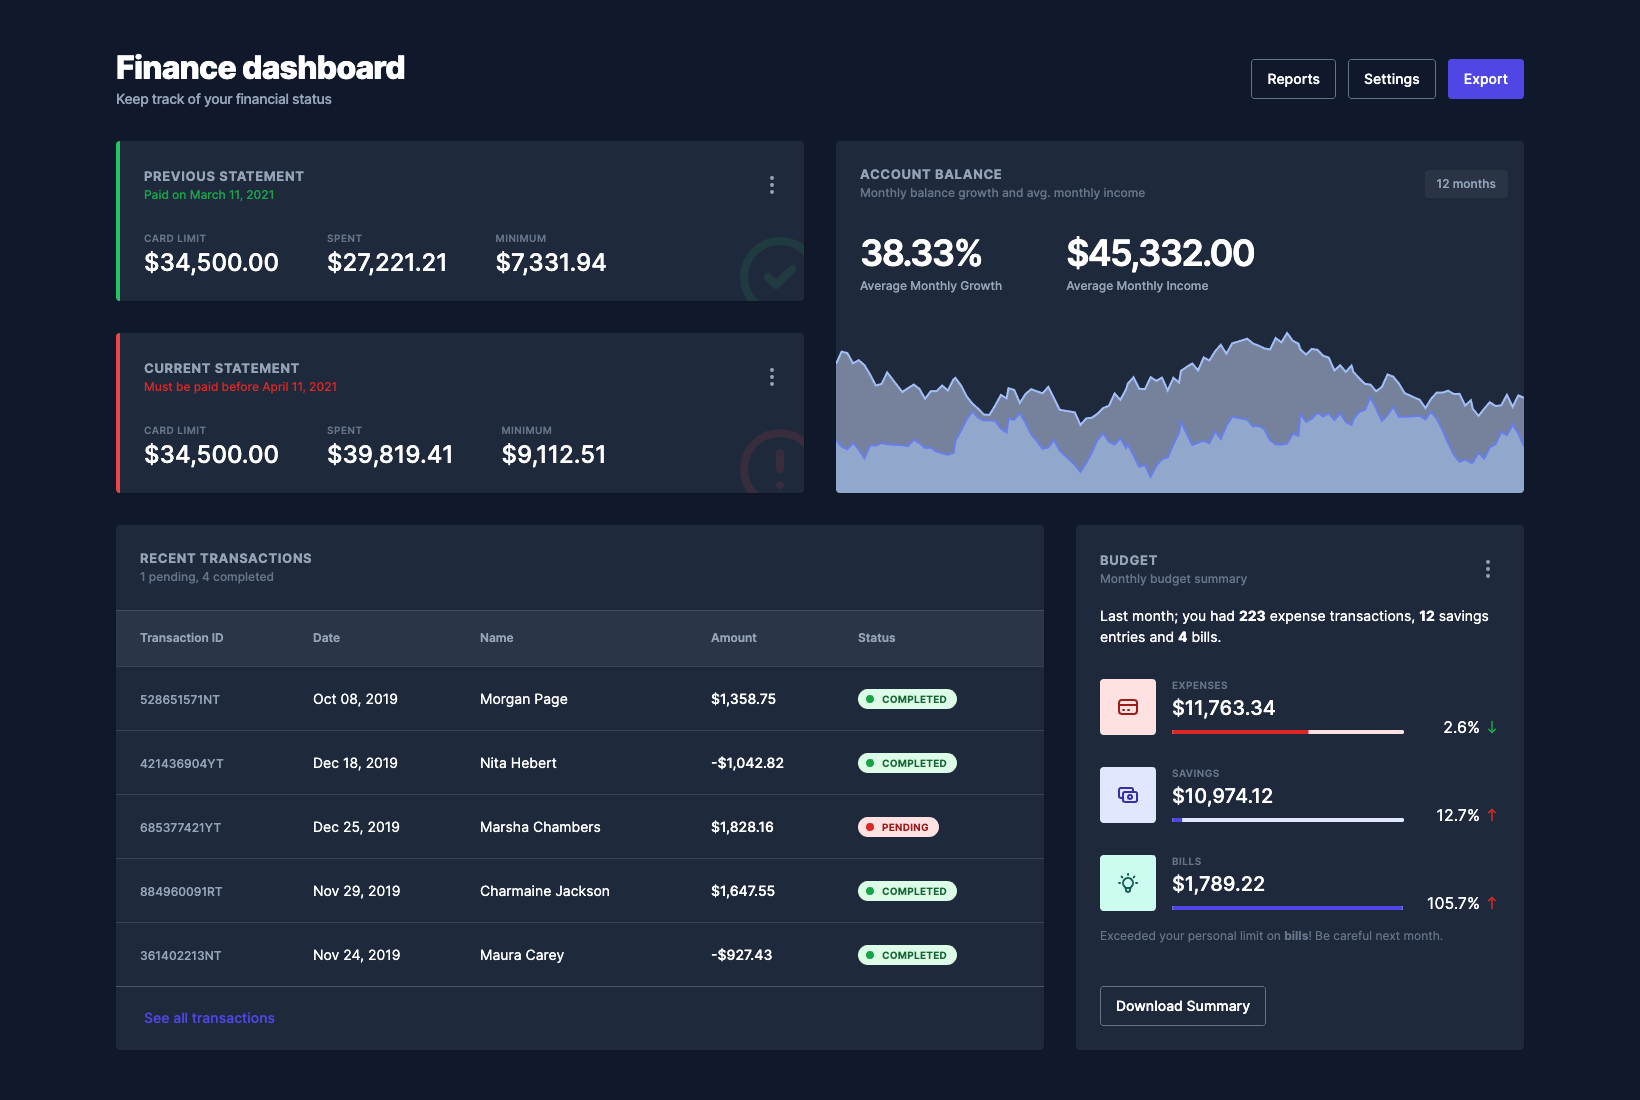 Finance dashboard
Keep track of your financial status
Reports
Settings
Export
PREVIOUS STATEMENT
Paid on March 11, 2021
CARD LIMIT
$34,500.00
SPENT
$27,221.21
MINIMUM
$7,331.94
CURRENT STATEMENT
Must be paid before April 11, 2021
CARD LIMIT
$34,500.00
SPENT
$39,819.41
MINIMUM
$9,112.51
ACCOUNT BALANCE
Monthly balance growth and avg. monthly income
12 months
38.33%
Average Monthly Growth
$45,332.00
Average Monthly Income
RECENT TRANSACTIONS
1 pending, 4 completed
Transaction ID Date Name Amount Status
528651571NT Oct 08, 2019 Morgan Page $1,358.75 COMPLETED
421436904YT Dec 18, 2019 Nita Hebert -$1,042.82 COMPLETED
685377421YT Dec 25, 2019 Marsha Chambers $1,828.16 PENDING
884960091RT Nov 29, 2019 Charmaine Jackson $1,647.55 COMPLETED
361402213NT Nov 24, 2019 Maura Carey -$927.43 COMPLETED
See all transactions
BUDGET
Monthly budget summary
Last month; you had 223 expense transactions, 12 savings
entries and 4 bills.
EXPENSES
$11,763.34
2.6%
SAVINGS
$10,974.12
12.7%
BILLS
$1,789.22
105.7%
Exceeded your personal limit on bills! Be careful next month.
Download Summary